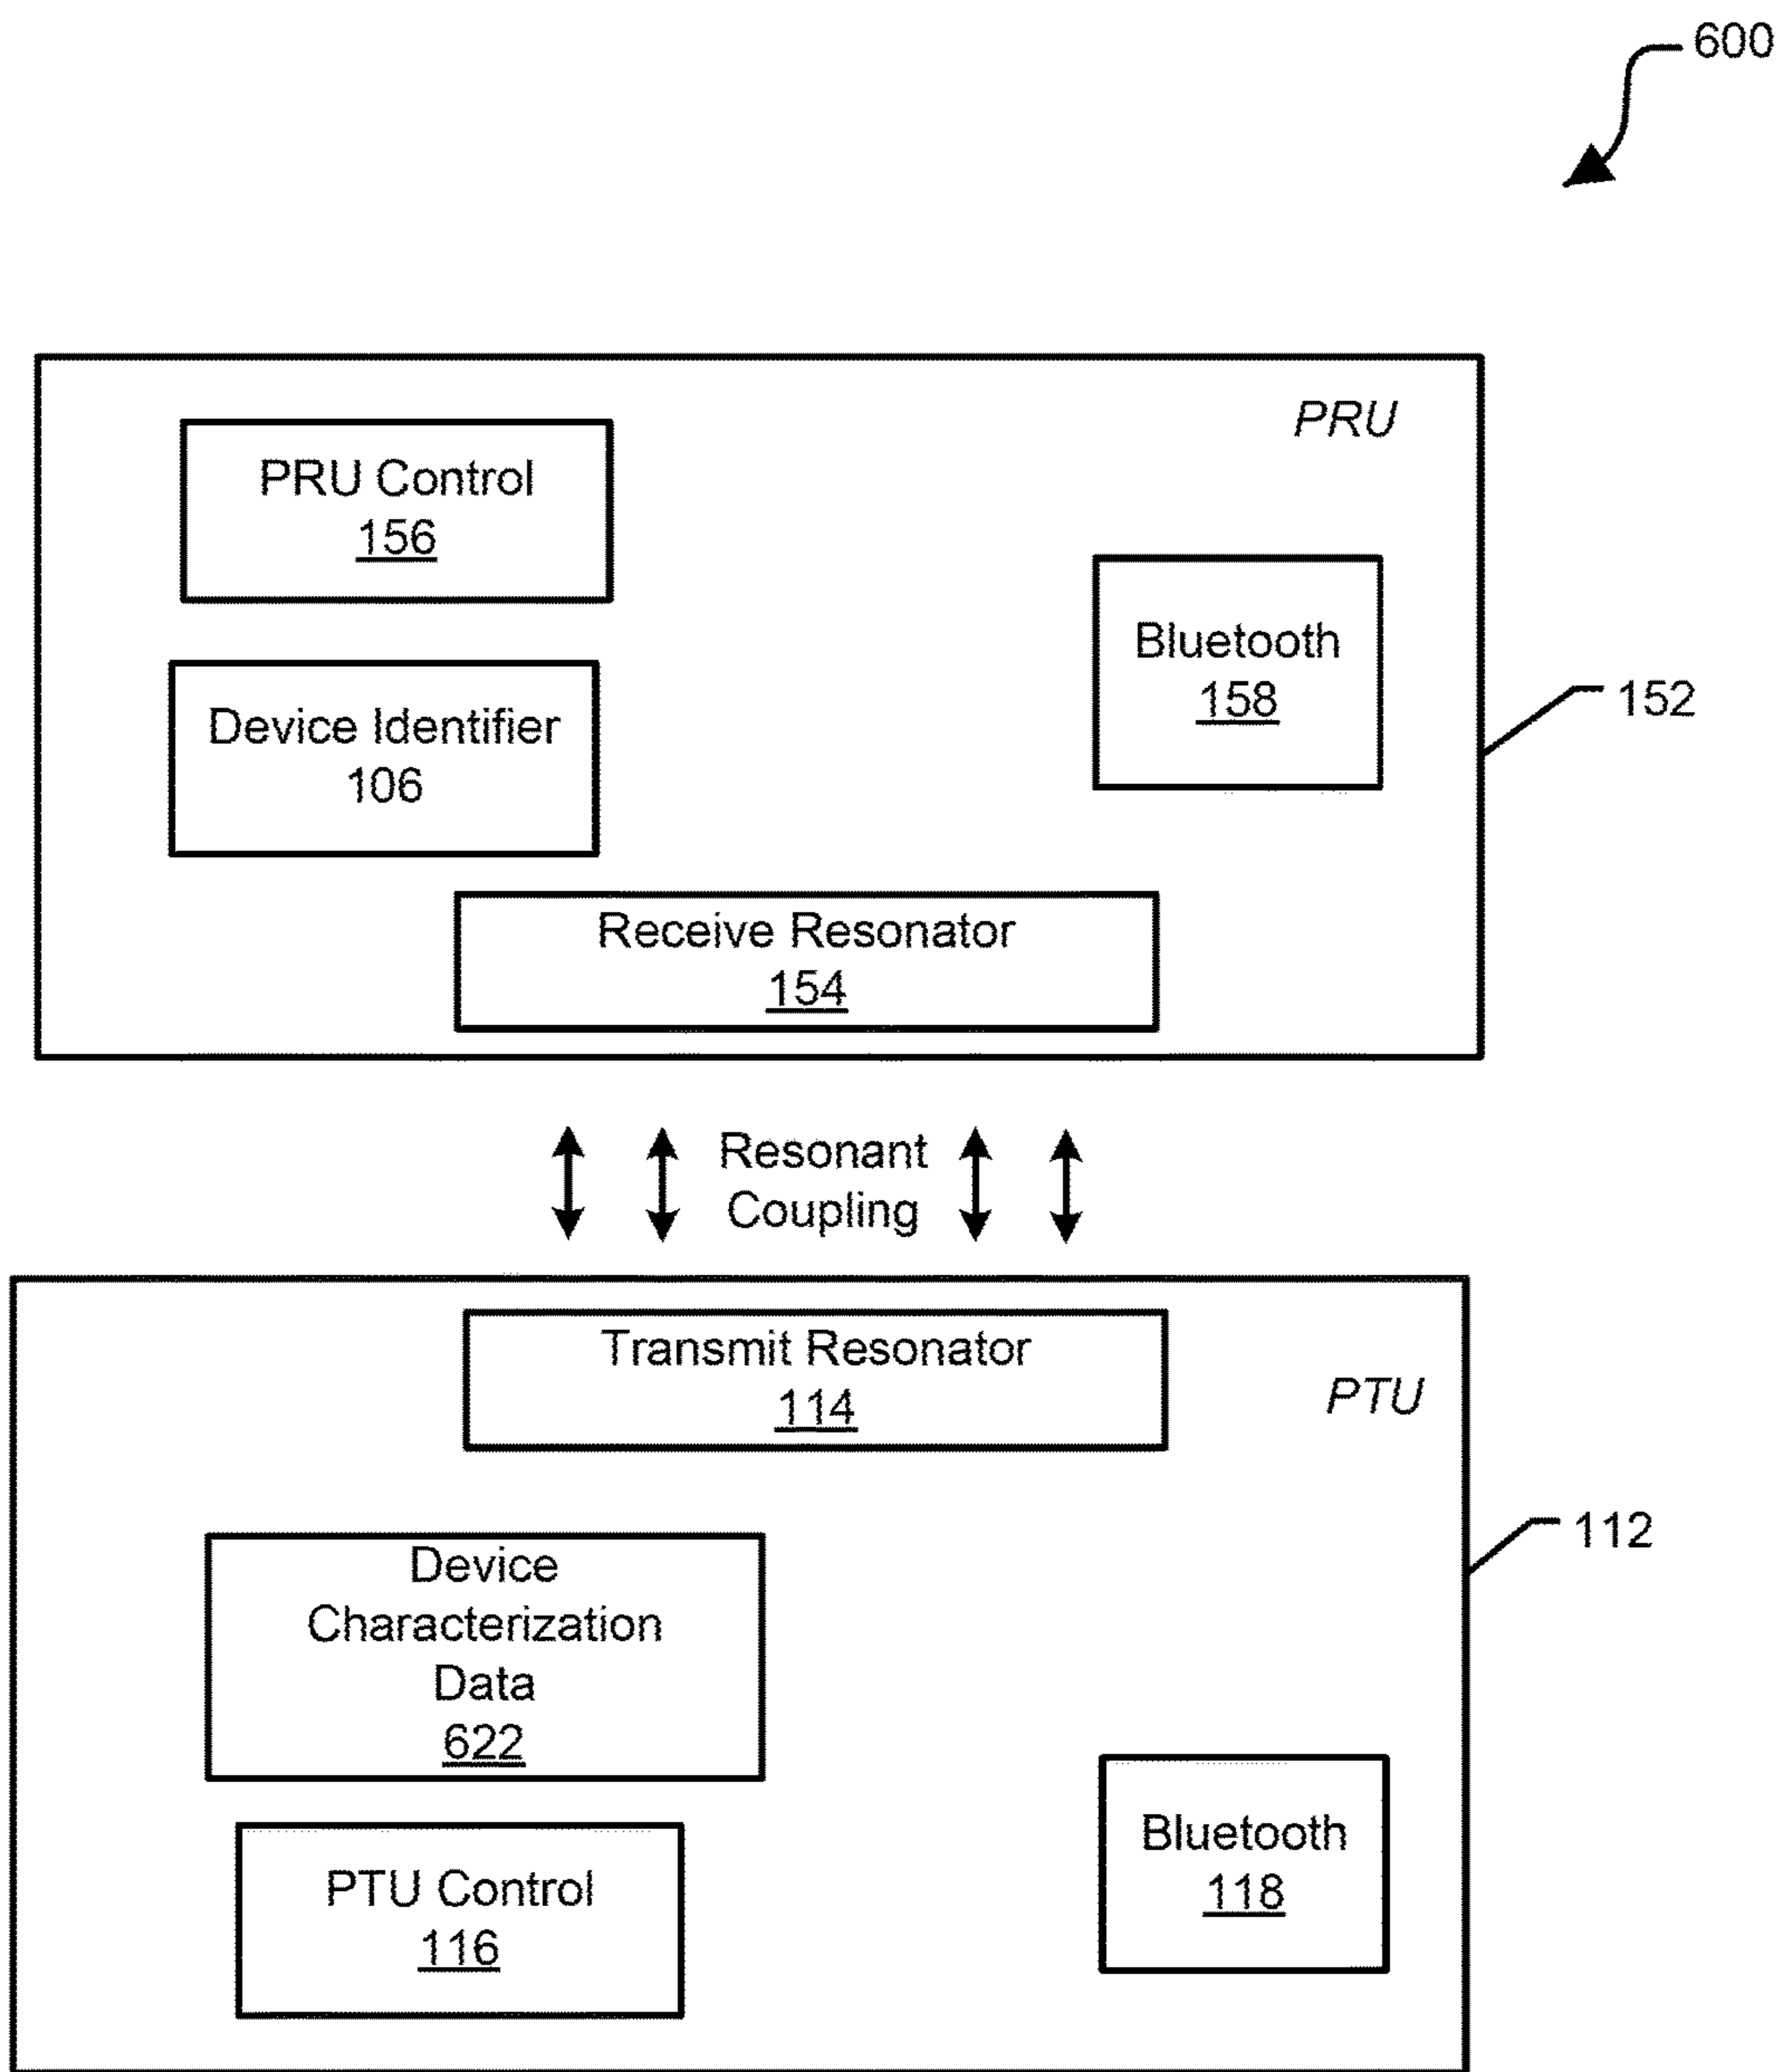 600
PRU
PRU Control
156
Bluetooth
158
152
Device Identifier
106
Receive Resonator
154
Resonant
Coupling
Transmit Resonator
114
PTU
112
Device
Characterization
Data
622
Bluetooth
118
PTU Control
116